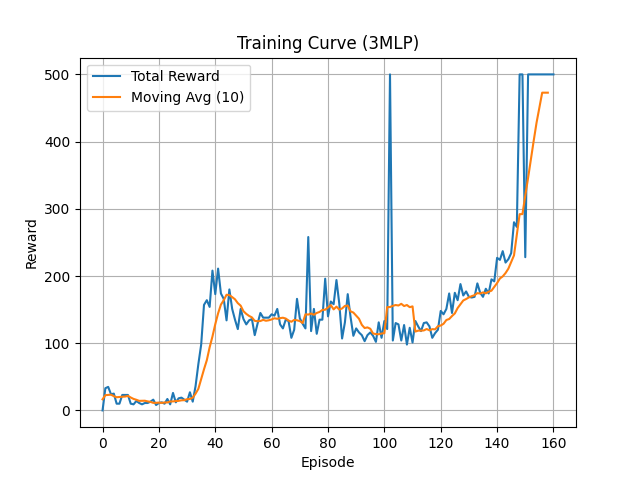 Training Curve (3MLP)
Total Reward
Moving Avg (10)
500
400
300
200
100
0
Reward
0 20 40 60 80 100 120 140 160
Episode